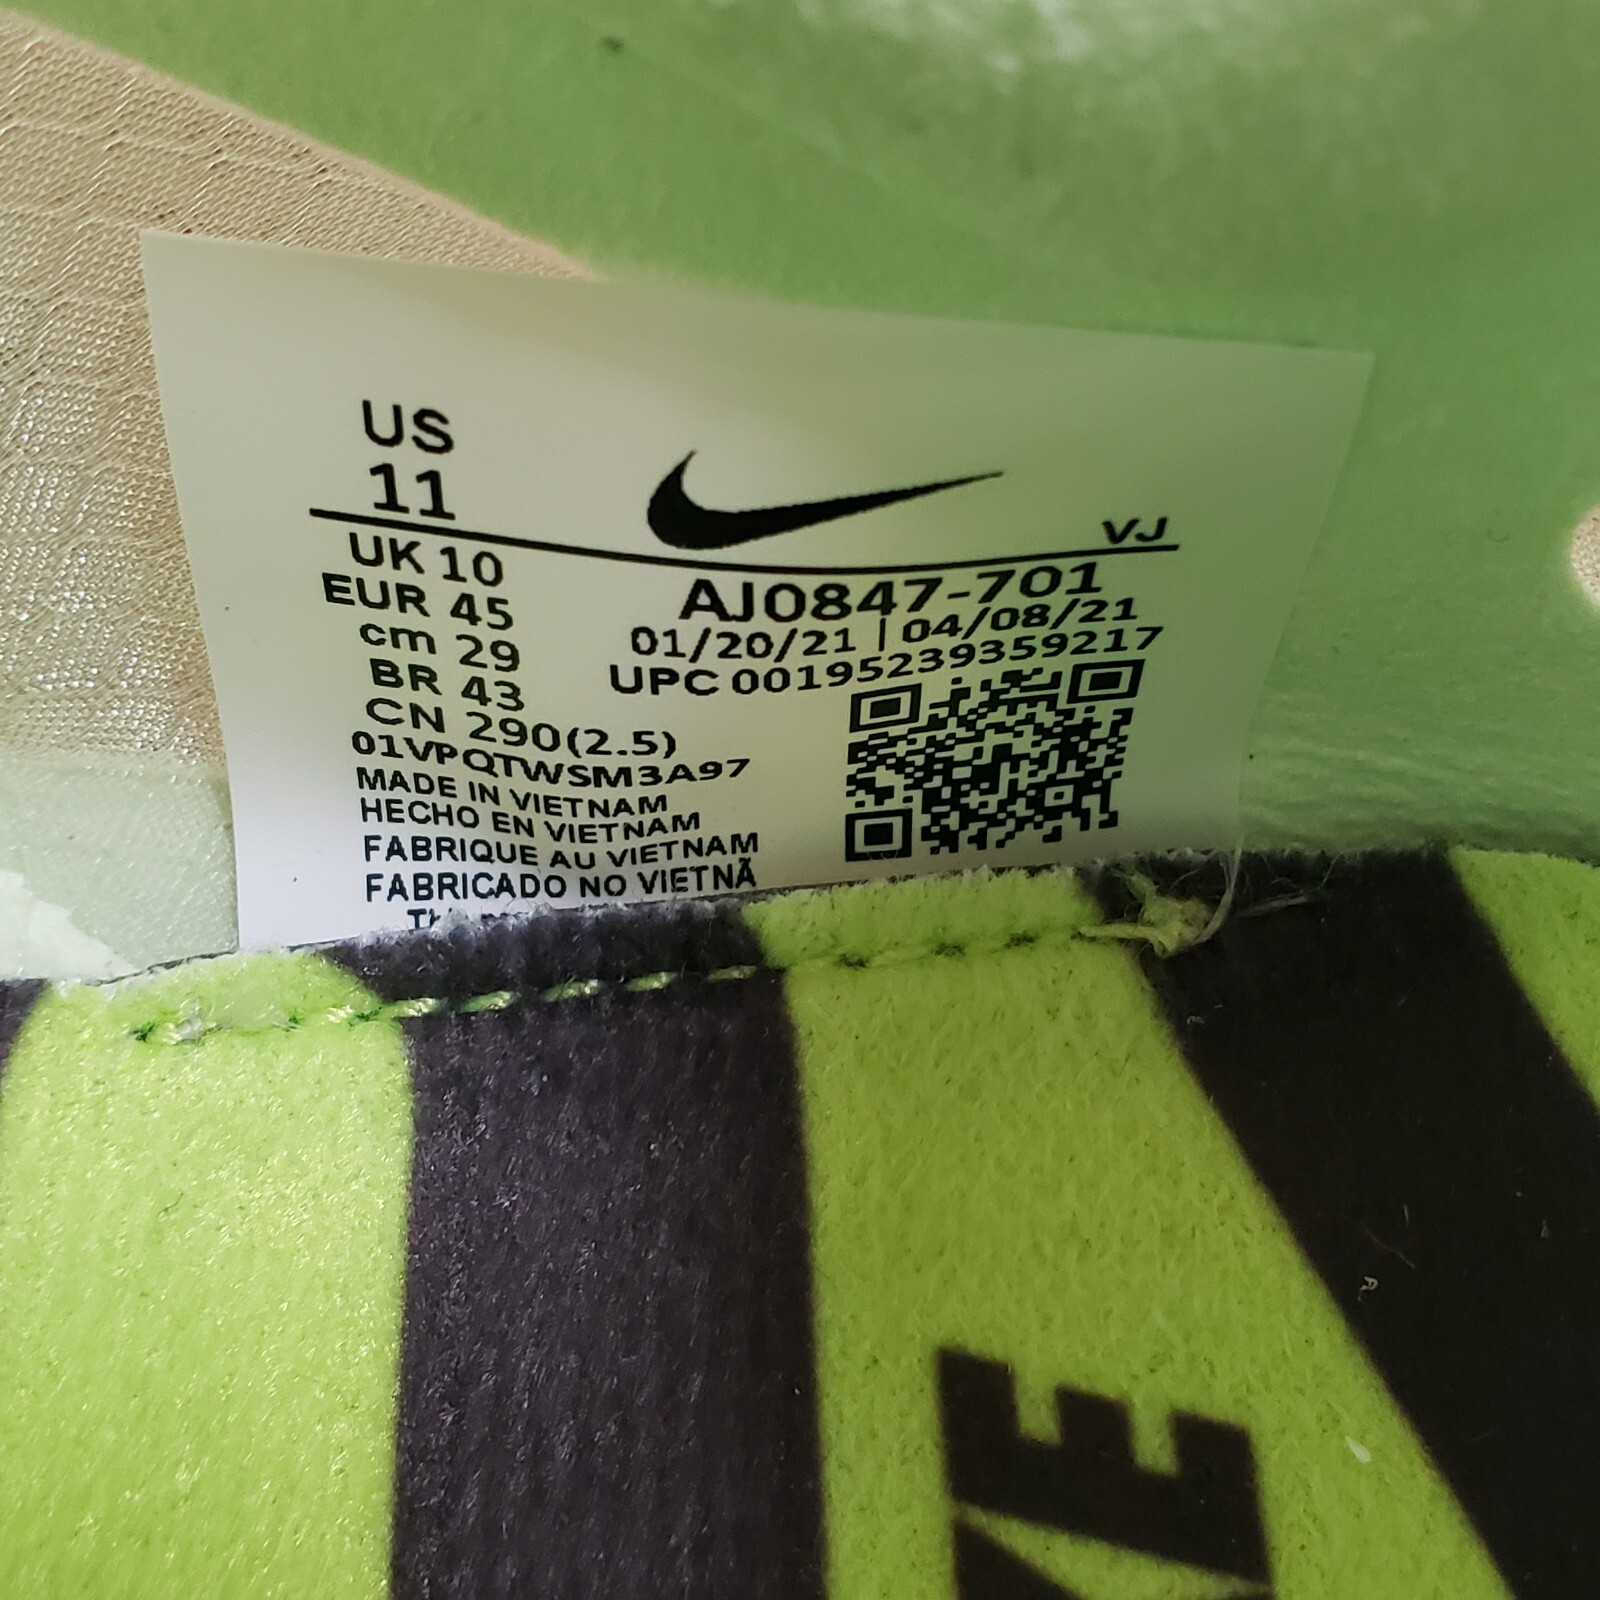 US
11
VJ
UK 10
EUR 45
cm 29
BR 43
CN 290(2.5)
AJ0847-701
01/20/21 | 04/08/21
UPC 00195239359217
01VPQTWSM3A97
MADE IN VIETNAM
HECHO EN VIETNAM
FABRIQUE AU VIETNAM
FABRICADO NO VIETNÃ